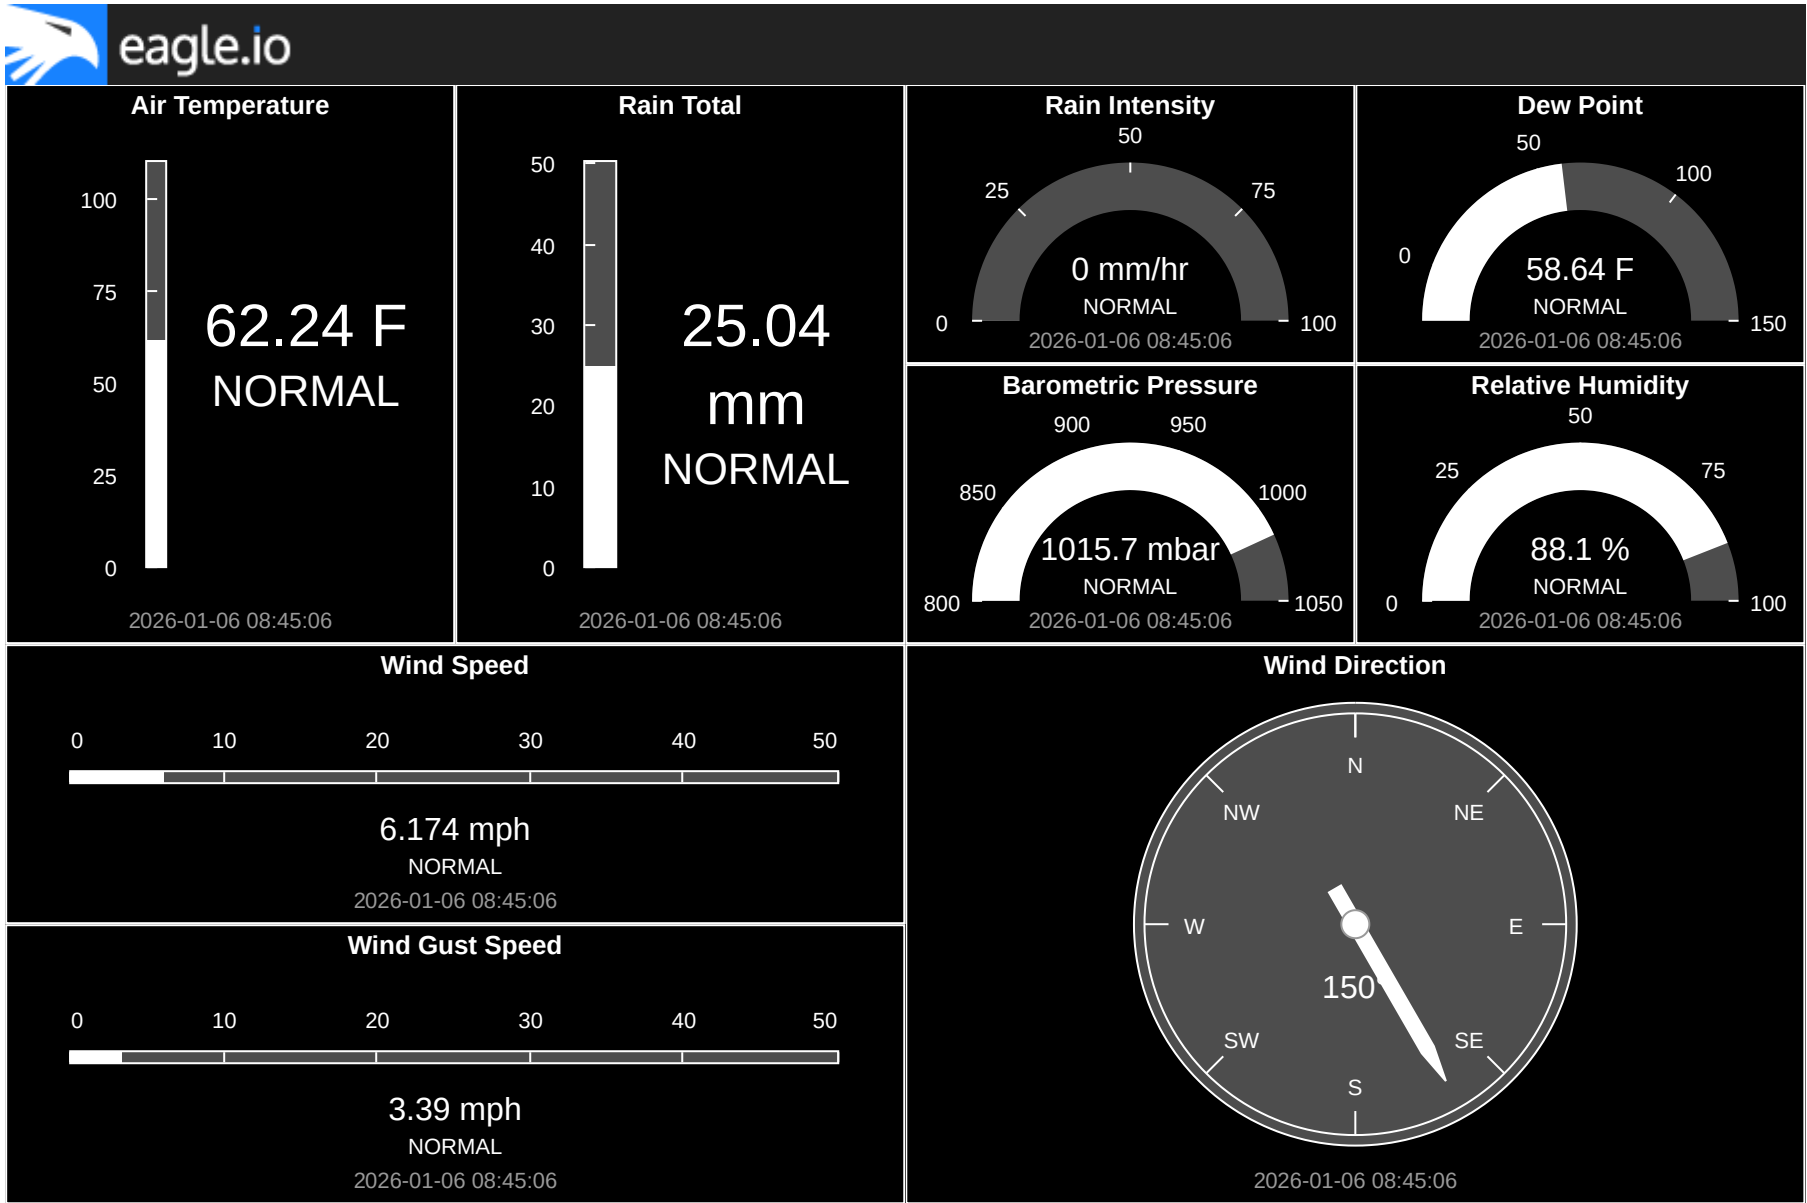 eagle.io
Air Temperature
100
75
50
25
0
62.24 F
NORMAL
2026-01-06 08:45:06
Rain Total
50
40
30
20
10
0
25.04
mm
NORMAL
2026-01-06 08:45:06
Rain Intensity
0
25
50
75
100
0 mm/hr
NORMAL
2026-01-06 08:45:06
Dew Point
0
50
100
150
58.64 F
NORMAL
2026-01-06 08:45:06
Barometric Pressure
800
850
900
950
1000
1050
1015.7 mbar
NORMAL
2026-01-06 08:45:06
Relative Humidity
0
25
50
75
100
88.1 %
NORMAL
2026-01-06 08:45:06
Wind Speed
0 10 20 30 40 50
6.174 mph
NORMAL
2026-01-06 08:45:06
Wind Gust Speed
0 10 20 30 40 50
3.39 mph
NORMAL
2026-01-06 08:45:06
Wind Direction
N
NW NE
W E
150°
SW SE
S
2026-01-06 08:45:06